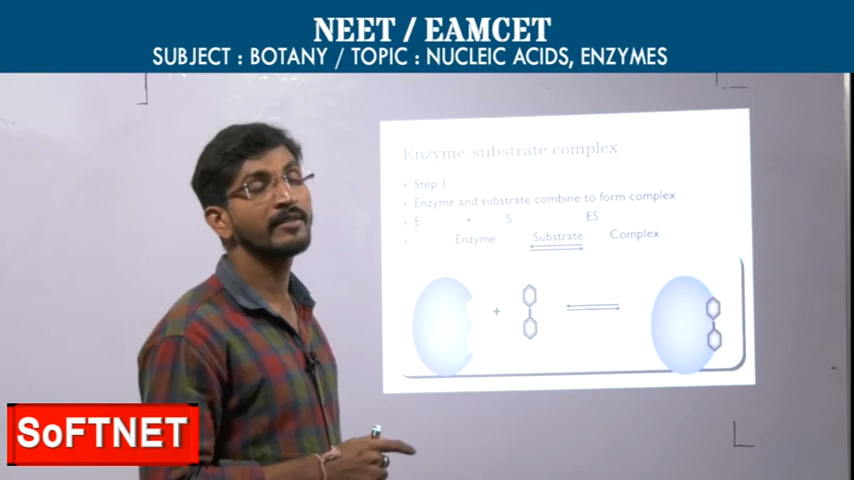 NEET / EAMCET
SUBJECT : BOTANY / TOPIC : NUCLEIC ACIDS, ENZYMES
Enzyme-substrate complex
• Step 1
• Enzyme and substrate combine to form complex
• E + S ES
• Enzyme Substrate Complex
+
SoFTNET